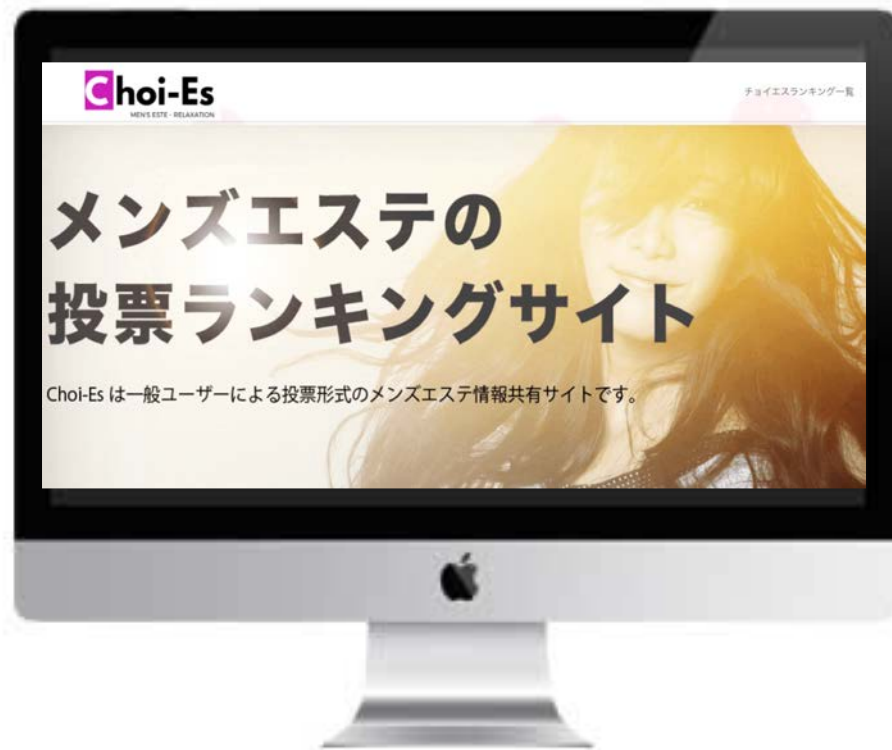 Choi-Es
MEN'S ESTE - RELAXATION
チョイエスランキング一覧
メンズエステの
投票ランキングサイト
Choi-Es は一般ユーザーによる投票形式のメンズエステ情報共有サイトです。